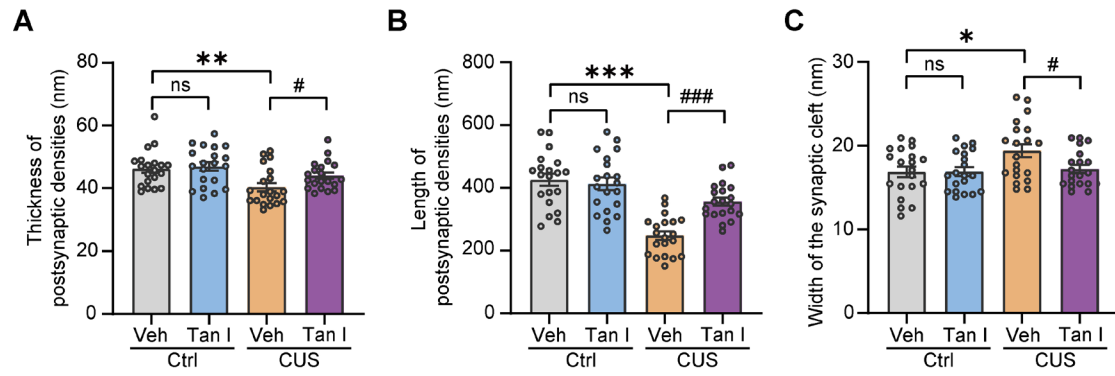 A
Thickness of
postsynaptic densities (nm)
80
60
40
20
0
**
ns
#
Veh Tan I Veh Tan I
Ctrl CUS
B
Length of
postsynaptic densities (nm)
800
600
400
200
0
***
ns
###
Veh Tan I Veh Tan I
Ctrl CUS
C
Width of the synaptic cleft (nm)
30
20
10
0
*
ns
#
Veh Tan I Veh Tan I
Ctrl CUS